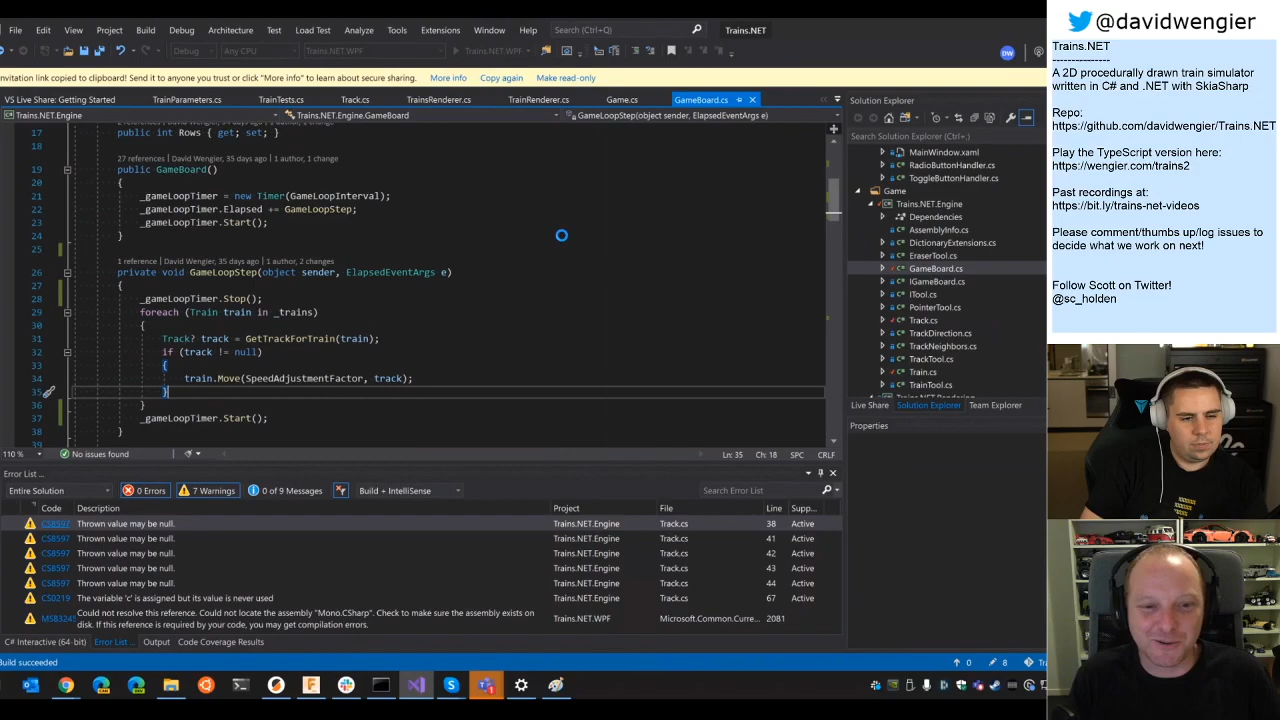 File Edit View Project Build Debug Architecture Test Load Test Analyze Tools Extensions Window Help Search (Ctrl+Q) Trains.NET
Debug Any CPU Trains.NET.WPF Trains.NET.WPF DW
nvitation link copied to clipboard! Send it to anyone you trust or click "More info" to learn about secure sharing. More info Copy again Make read-only
VS Live Share: Getting Started TrainParameters.cs TrainTests.cs Track.cs TrainsRenderer.cs TrainRenderer.cs Game.cs GameBoard.cs
Trains.NET.Engine Trains.NET.Engine.GameBoard GameLoopStep(object sender, ElapsedEventArgs e)
17 public int Rows { get; set; }
18
27 references | David Wengier, 35 days ago | 1 author, 1 change
19 public GameBoard()
20 {
21 _gameLoopTimer = new Timer(GameLoopInterval);
22 _gameLoopTimer.Elapsed += GameLoopStep;
23 _gameLoopTimer.Start();
24 }
25
1 reference | David Wengier, 35 days ago | 1 author, 2 changes
26 private void GameLoopStep(object sender, ElapsedEventArgs e)
27 {
28 _gameLoopTimer.Stop();
29 foreach (Train train in _trains)
30 {
31 Track? track = GetTrackForTrain(train);
32 if (track != null)
33 {
34 train.Move(SpeedAdjustmentFactor, track);
35 }
36 }
37 _gameLoopTimer.Start();
38 }
39
110 % No issues found Ln: 35 Ch: 18 SPC CRLF
Error List ...
Entire Solution 0 Errors 7 Warnings 0 of 9 Messages Build + IntelliSense Search Error List
Code Description Project File Line Supp...
CS8597 Thrown value may be null. Trains.NET.Engine Track.cs 38 Active
CS8597 Thrown value may be null. Trains.NET.Engine Track.cs 41 Active
CS8597 Thrown value may be null. Trains.NET.Engine Track.cs 42 Active
CS8597 Thrown value may be null. Trains.NET.Engine Track.cs 43 Active
CS8597 Thrown value may be null. Trains.NET.Engine Track.cs 44 Active
CS0219 The variable 'c' is assigned but its value is never used Trains.NET.Engine Track.cs 67 Active
MSB3245 Could not resolve this reference. Could not locate the assembly "Mono.CSharp". Check to make sure the assembly exists on Trains.NET.WPF Microsoft.Common.Curre... 2081
disk. If this reference is required by your code, you may get compilation errors.
C# Interactive (64-bit) Error List ... Output Code Coverage Results
Build succeeded 0 8 Tra
Solution Explorer
Search Solution Explorer (Ctrl+;)
MainWindow.xaml
RadioButtonHandler.cs
ToggleButtonHandler.cs
Game
Trains.NET.Engine
Dependencies
AssemblyInfo.cs
DictionaryExtensions.cs
EraserTool.cs
GameBoard.cs
IGameBoard.cs
ITool.cs
PointerTool.cs
Track.cs
TrackDirection.cs
TrackNeighbors.cs
TrackTool.cs
Train.cs
TrainTool.cs
Live Share Solution Explorer Team Explorer
Properties
@davidwengier
Trains.NET
---------------
A 2D procedurally drawn train simulator
written in C# and .NET with SkiaSharp
Repo:
https://github.com/davidwengier/Trains.NET
Play the TypeScript version here:
https://wengier.com/trains2
Past recordings at:
https://bit.ly/trains-net-videos
Please comment/thumbs up/log issues to
decide what we work on next!
Follow Scott on Twitter!
@sc_holden